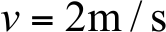 v = 2m / s